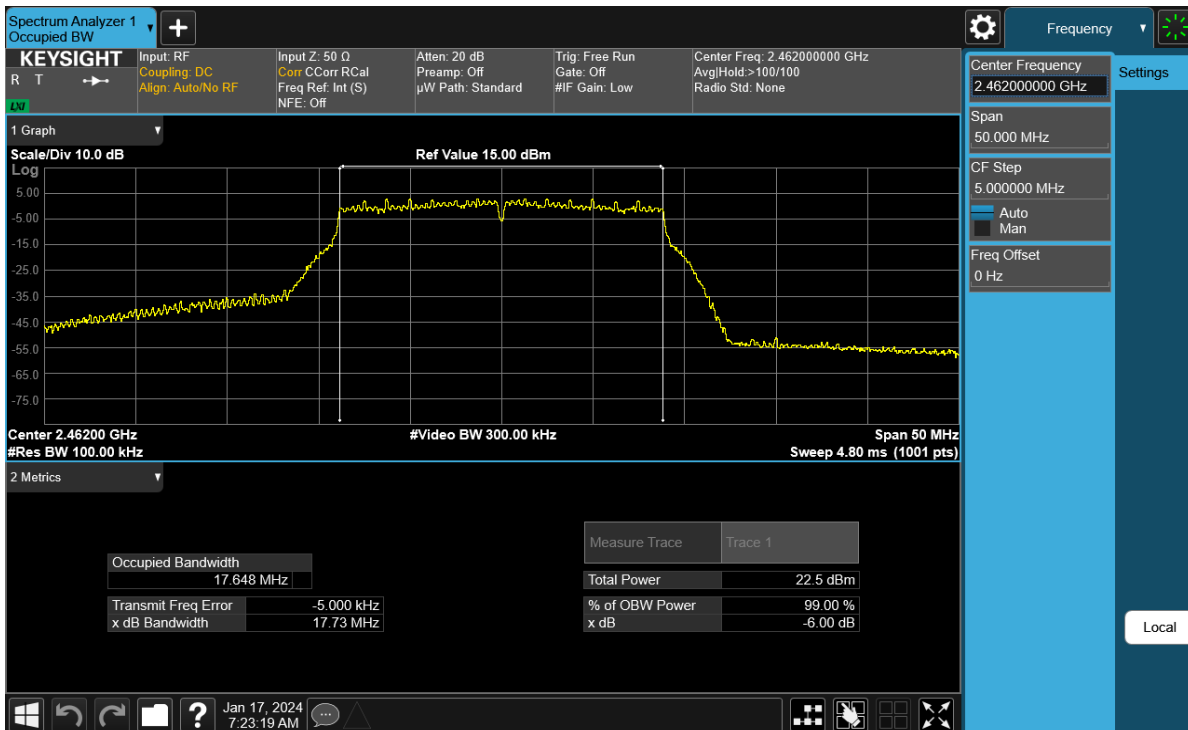 Spectrum Analyzer 1
Occupied BW
Frequency
KEYSIGHT
R T
LXI
Input: RF
Coupling: DC
Align: Auto/No RF
Input Z: 50 Ω
Corr CCorr RCal
Freq Ref: Int (S)
NFE: Off
Atten: 20 dB
Preamp: Off
µW Path: Standard
Trig: Free Run
Gate: Off
#IF Gain: Low
Center Freq: 2.462000000 GHz
Avg|Hold:>100/100
Radio Std: None
Center Frequency
2.462000000 GHz
Settings
Span
50.000 MHz
CF Step
5.000000 MHz
Auto
Man
Freq Offset
0 Hz
Local
1 Graph
Scale/Div 10.0 dB
Ref Value 15.00 dBm
Log
5.00
-5.00
-15.0
-25.0
-35.0
-45.0
-55.0
-65.0
-75.0
Center 2.46200 GHz
#Video BW 300.00 kHz
Span 50 MHz
#Res BW 100.00 kHz
Sweep 4.80 ms (1001 pts)
2 Metrics
Measure Trace Trace 1
Occupied Bandwidth
17.648 MHz
Total Power 22.5 dBm
Transmit Freq Error -5.000 kHz
% of OBW Power 99.00 %
x dB Bandwidth 17.73 MHz
x dB -6.00 dB
?
Jan 17, 2024
7:23:19 AM